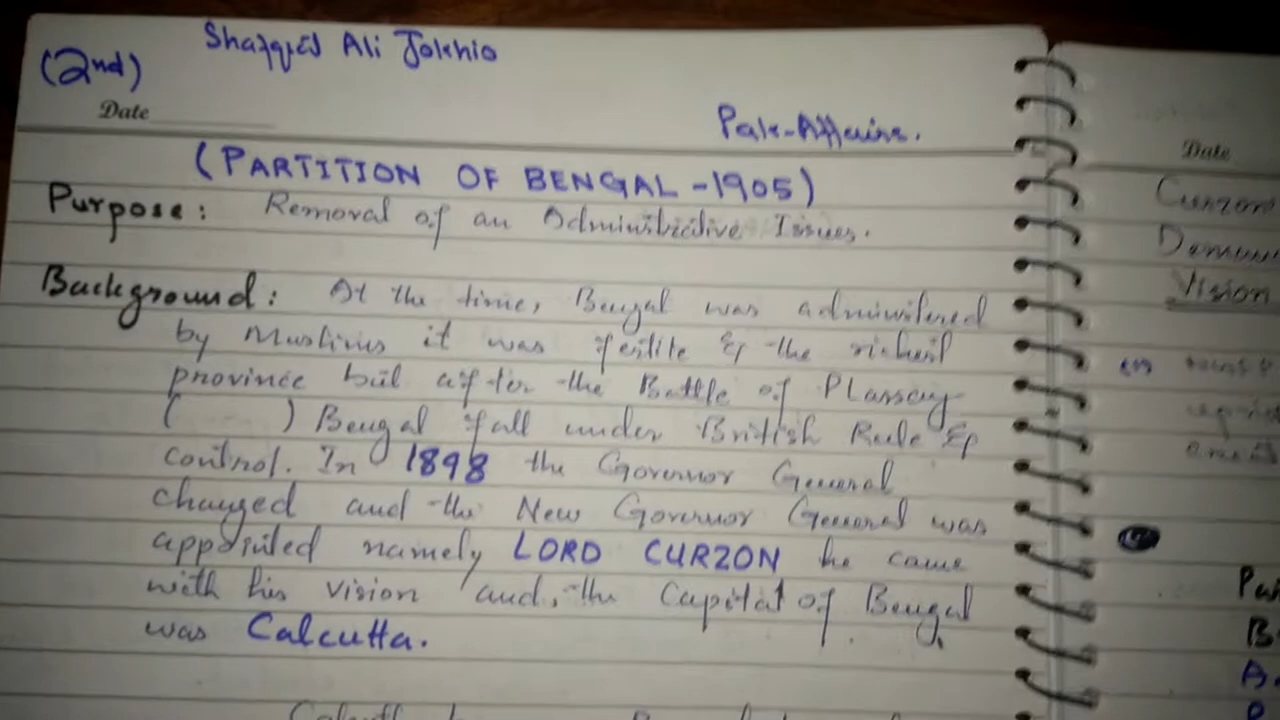 Shafqat Ali Jokhio
(2nd)
Date
Pak-Affairs.
(PARTITION OF BENGAL -1905)
Purpose: Removal of an Administrative Issues.
Background: At the time, Bengal was administered
by Muslims it was fertile & the richest
province but after the Battle of Plassey
( ) Bengal fall under British Rule &
control. In 1898 the Governor General
changed and the New Governor General was
appointed namely LORD CURZON he came
with his vision and, the Capital of Bengal
was Calcutta.
Date
Curzon
Vision